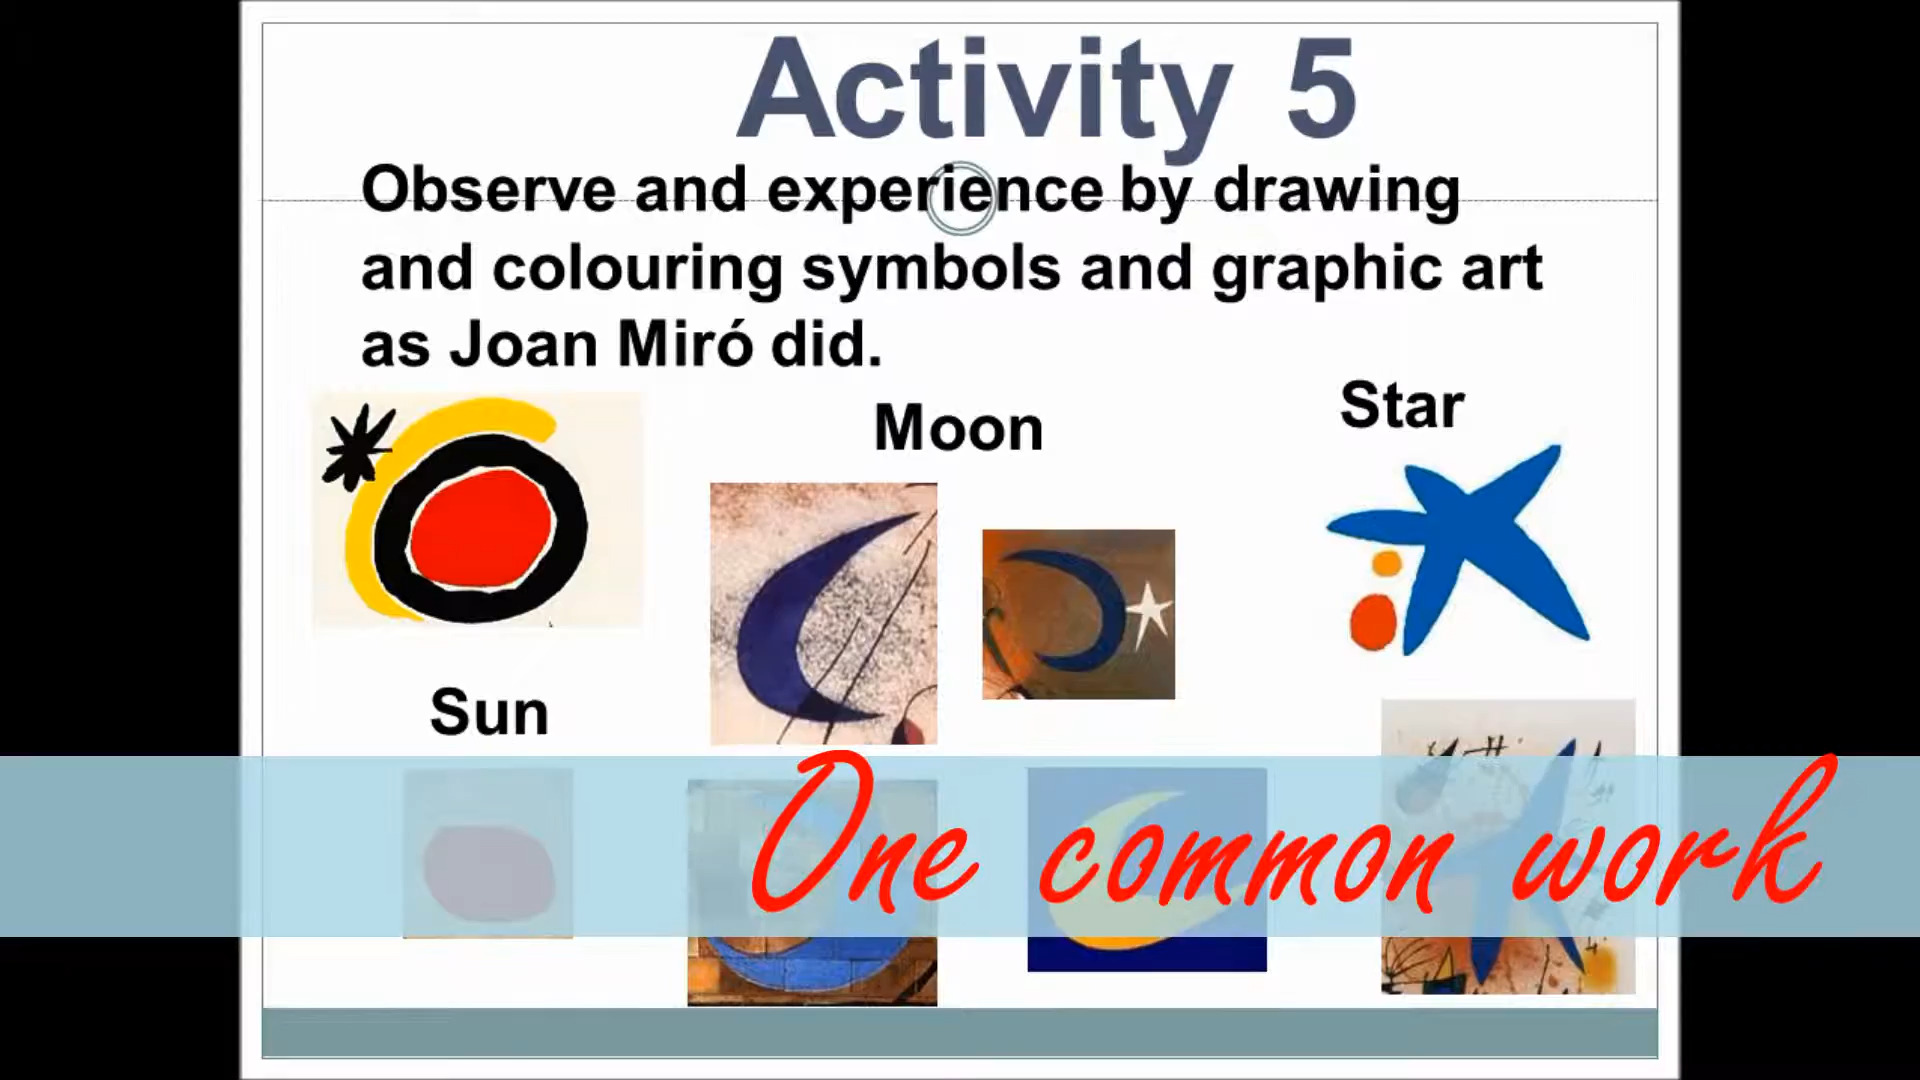 Activity 5
Observe and experience by drawing
and colouring symbols and graphic art
as Joan Miró did.
Star
Moon
Sun
One common work